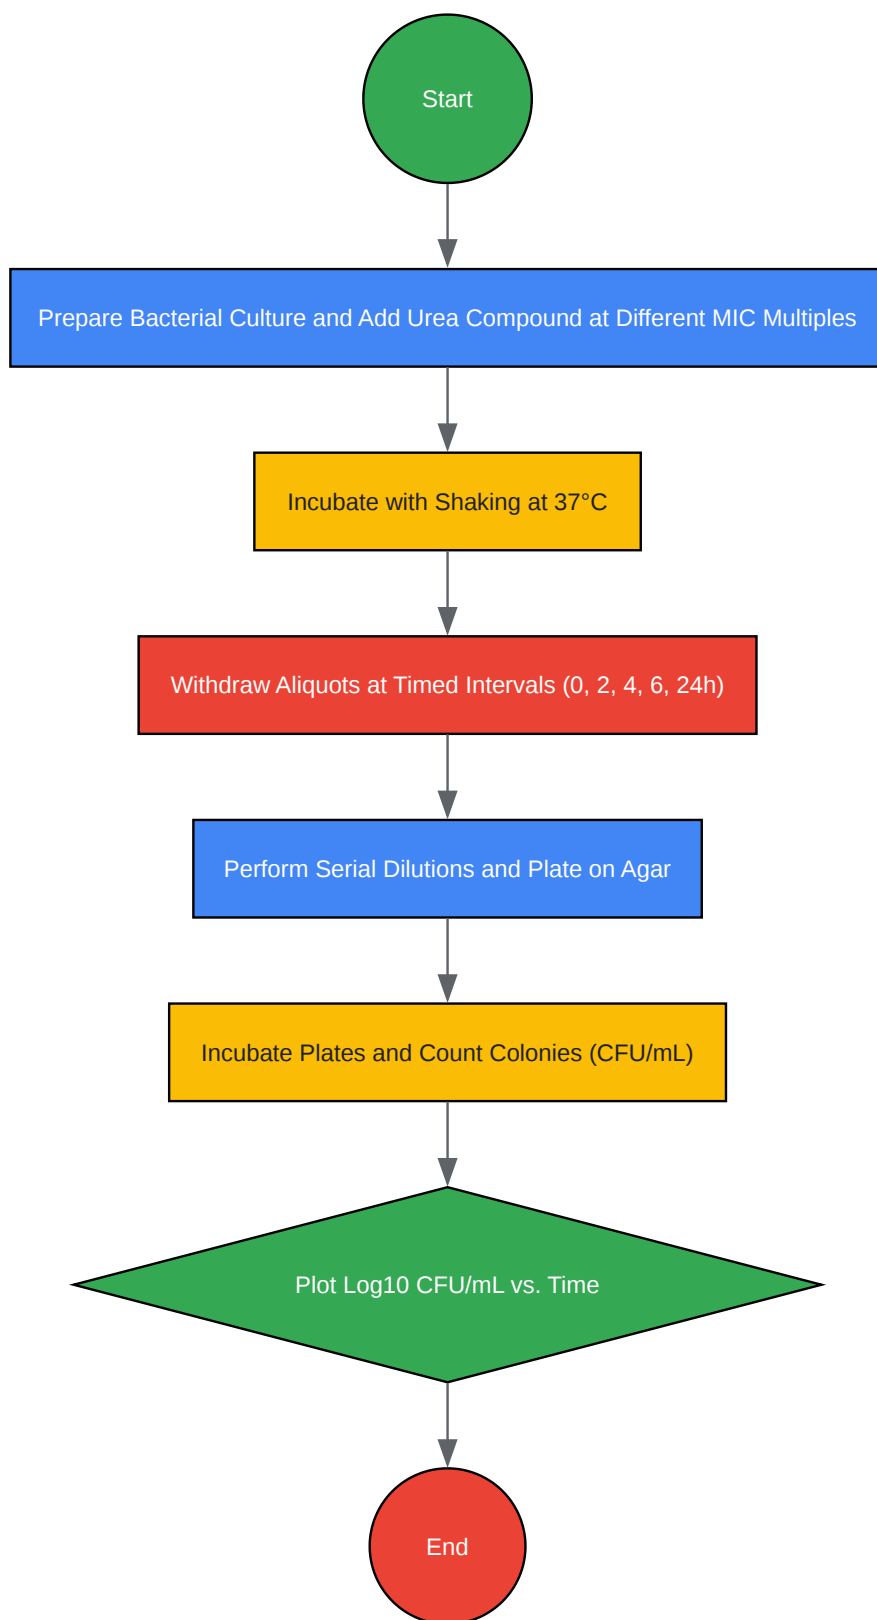 Start
Prepare Bacterial Culture and Add Urea Compound at Different MIC Multiples
Incubate with Shaking at 37°C
Withdraw Aliquots at Timed Intervals (0, 2, 4, 6, 24h)
Perform Serial Dilutions and Plate on Agar
Incubate Plates and Count Colonies (CFU/mL)
Plot Log10 CFU/mL vs. Time
End